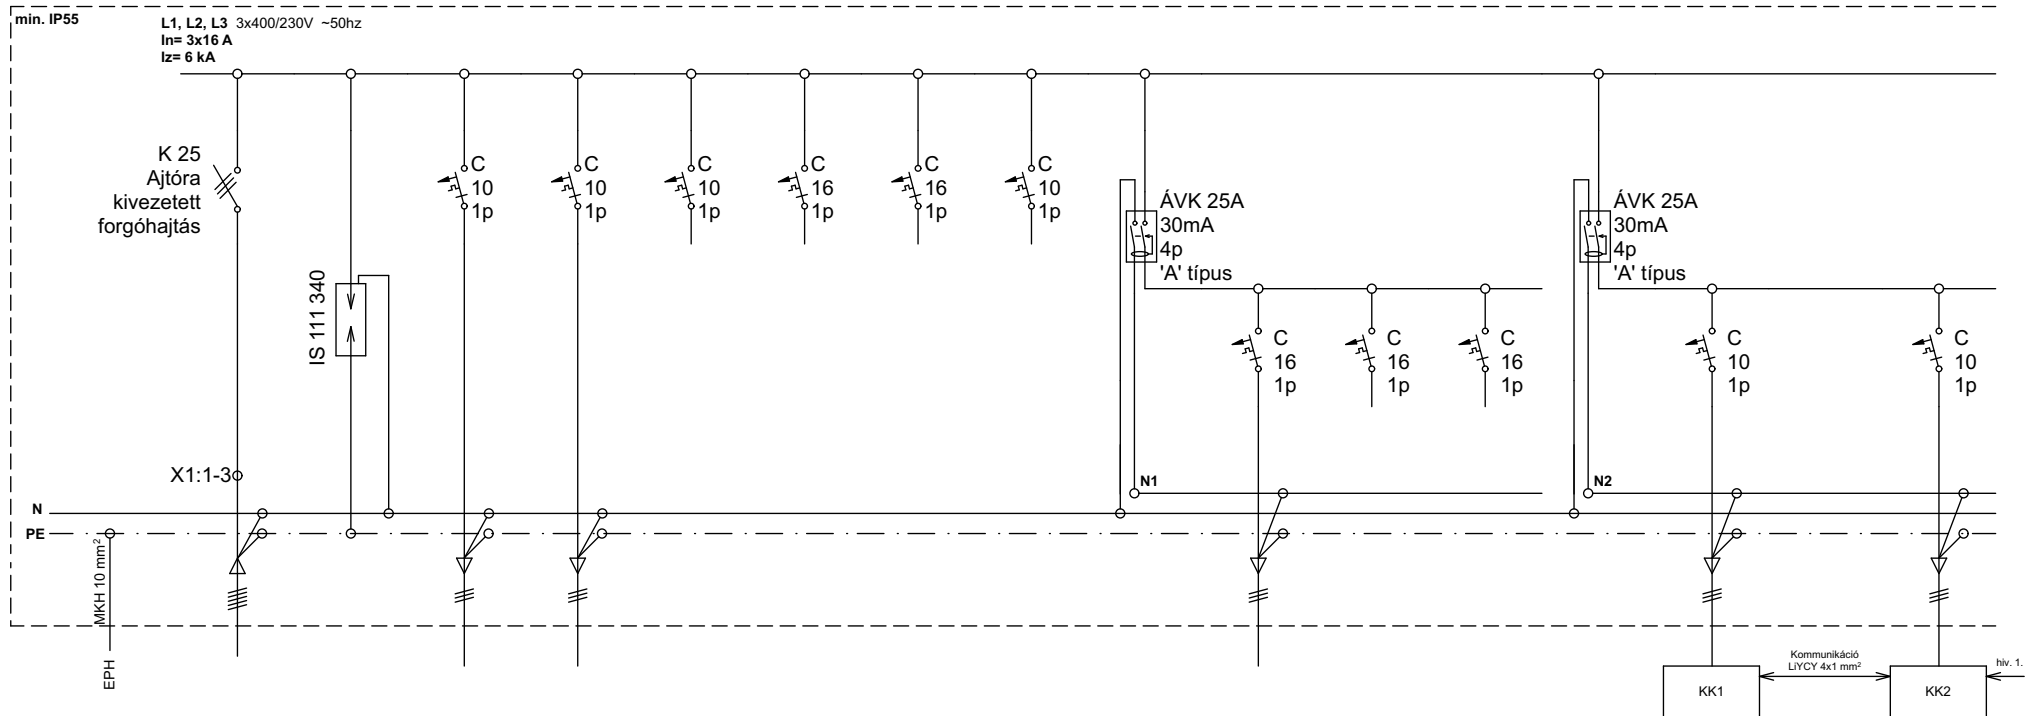 min. IP55
L1, L2, L3 3x400/230V ~50hz
In= 3x16 A
Iz= 6 kA
K 25
Ajtóra
kivezetett
forgóhajtás
IS 111 340
C
10
1p
C
10
1p
C
10
1p
C
16
1p
C
16
1p
C
10
1p
ÁVK 25A
30mA
4p
'A' típus
ÁVK 25A
30mA
4p
'A' típus
C
16
1p
C
16
1p
C
16
1p
C
10
1p
C
10
1p
X1:1-3
N1
N2
N
PE
MKH 10 mm²
EPH
Kommunikáció
LiYCY 4x1 mm²
hiv. 1.
KK1
KK2